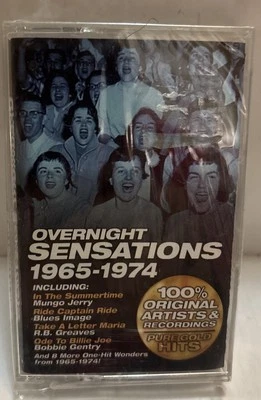 OVERNIGHT
SENSATIONS
1965-1974
INCLUDING:
In The Summertime
Mungo Jerry
Ride Captain Ride
Blues Image
Take A Letter Maria
R.B. Greaves
Ode To Billie Joe
Bobbie Gentry
And 8 More One-Hit Wonders
from 1965-1974!
100%
ORIGINAL
ARTISTS &
RECORDINGS
PURE GOLD
HITS